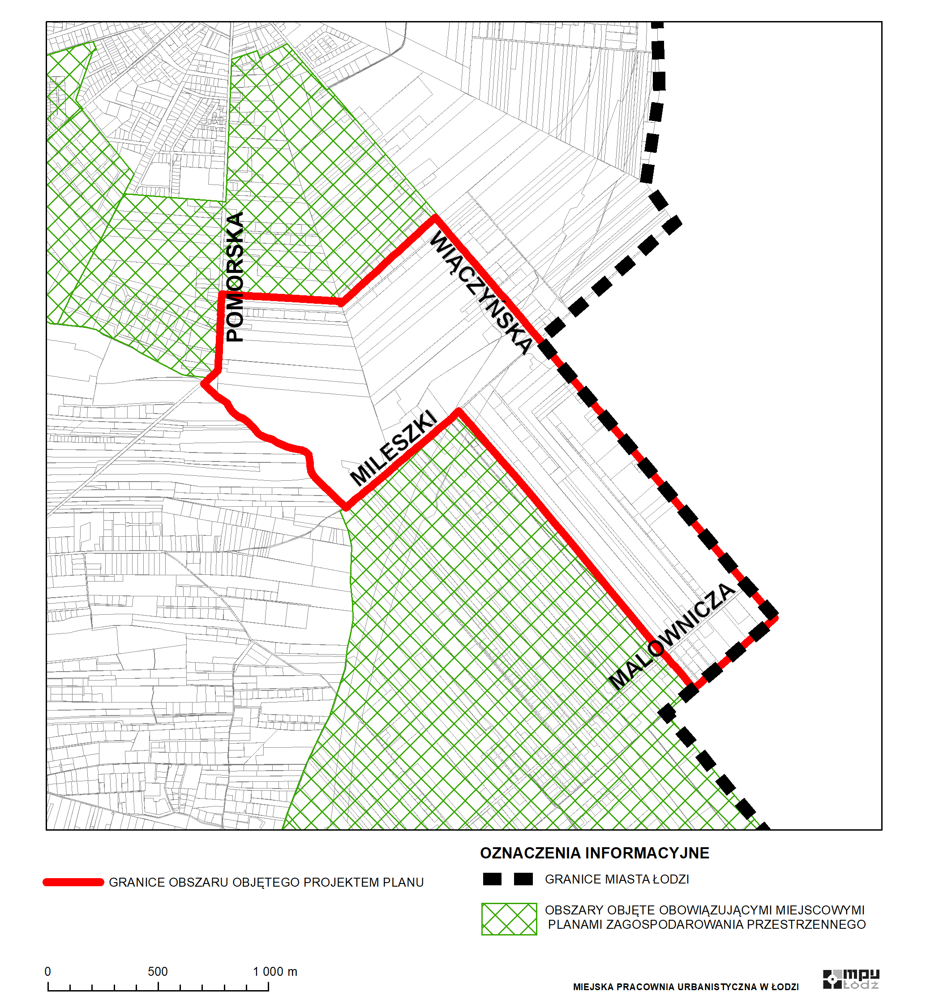 POMORSKA
WIĄCZYŃSKA
MILESZKI
MALOWNICZA
OZNACZENIA INFORMACYJNE
GRANICE OBSZARU OBJĘTEGO PROJEKTEM PLANU
GRANICE MIASTA ŁODZI
OBSZARY OBJĘTE OBOWIĄZUJĄCYMI MIEJSCOWYMI
PLANAMI ZAGOSPODAROWANIA PRZESTRZENNEGO
0 500 1 000 m
MIEJSKA PRACOWNIA URBANISTYCZNA W ŁODZI
mpu
Łódź